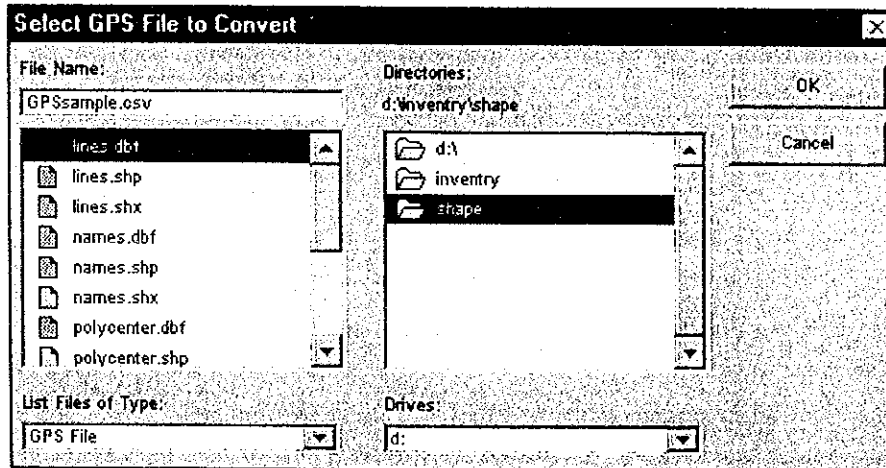 Select GPS File to Convert
File Name:
GPSsample.csv
lines.dbf
lines.shp
lines.shx
names.dbf
names.shp
names.shx
polycenter.dbf
polycenter.shp
List Files of Type:
GPS File
Directories:
d:\inventry\shape
d:\
inventry
shape
Drives:
d:
OK
Cancel